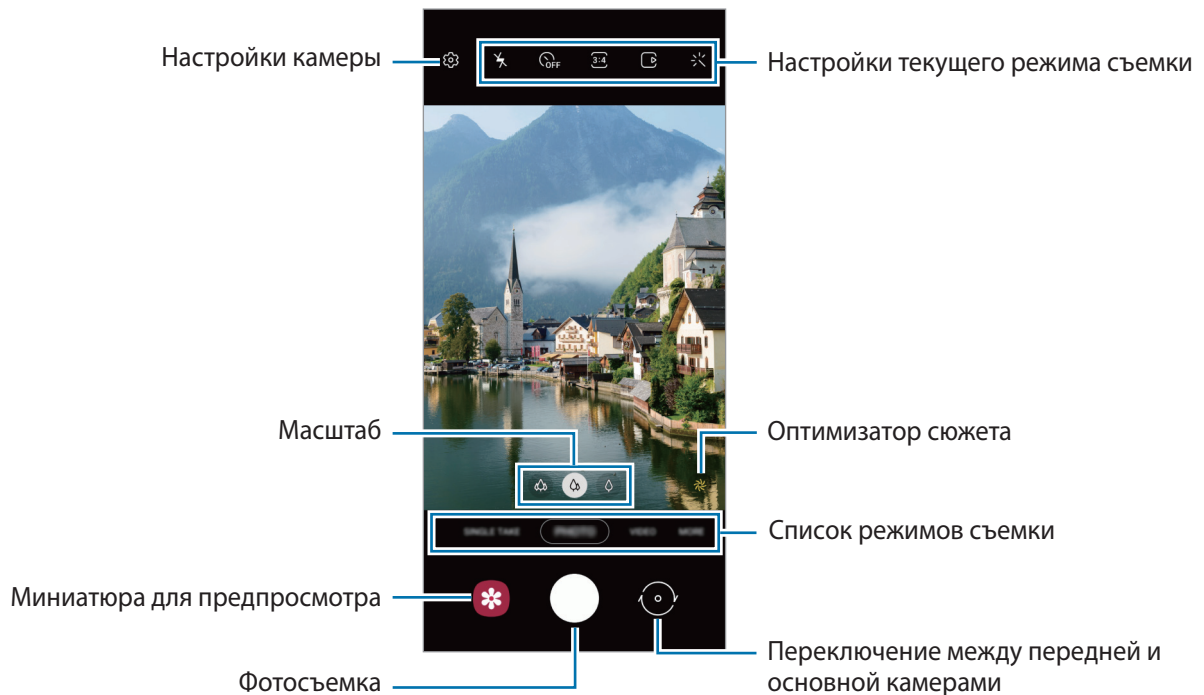 Настройки камеры
OFF
3:4
Настройки текущего режима съемки
Масштаб
Оптимизатор сюжета
SINGLE TAKE
PHOTO
VIDEO
MORE
Список режимов съемки
Миниатюра для предпросмотра
Фотосъемка
Переключение между передней и
основной камерами